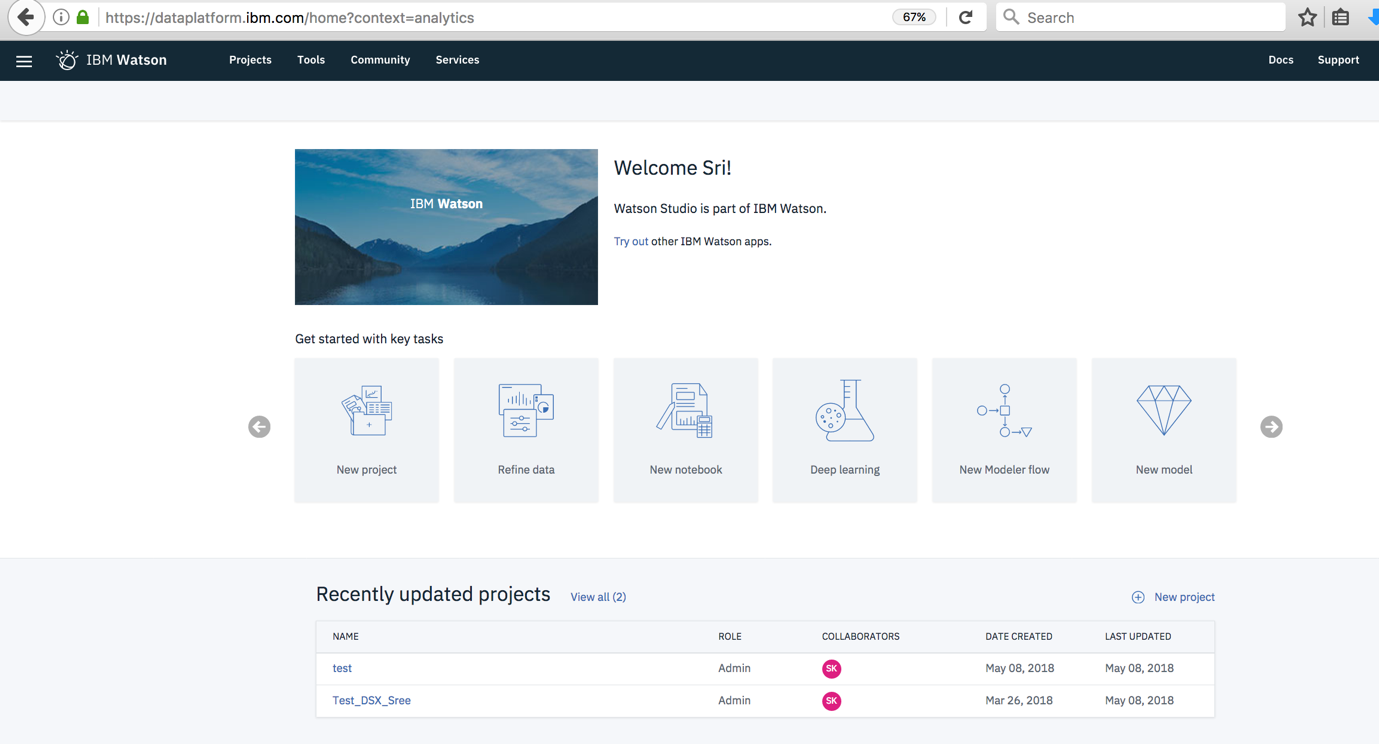 https://dataplatform.ibm.com/home?context=analytics 67% Search
IBM Watson Projects Tools Community Services Docs Support
IBM Watson
Welcome Sri!
Watson Studio is part of IBM Watson.
Try out other IBM Watson apps.
Get started with key tasks
New project Refine data New notebook Deep learning New Modeler flow New model
Recently updated projects View all (2) New project
NAME ROLE COLLABORATORS DATE CREATED LAST UPDATED
test Admin SK May 08, 2018 May 08, 2018
Test_DSX_Sree Admin SK Mar 26, 2018 May 08, 2018